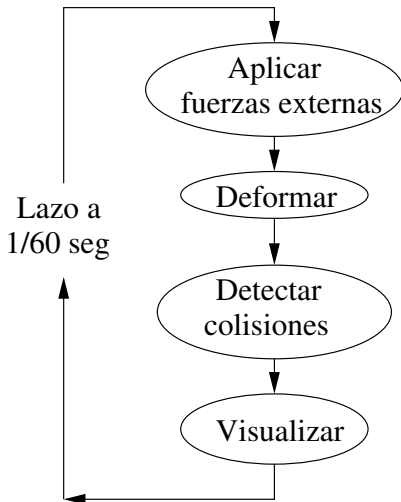 Aplicar
fuerzas externas
Deformar
Lazo a
1/60 seg
Detectar
colisiones
Visualizar